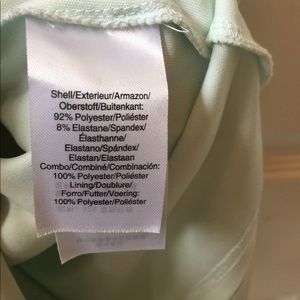 Shell/Exterieur/Armazon/
Oberstoff/Buitenkant:
92% Polyester/Poliéster
8% Elastane/Spandex/
Élasthanne/
Elastano/Spándex/
Elastan/Elastaan
Combo/Combiné/Combinación:
100% Polyester/Poliéster
Lining/Doublure/
Forro/Futter/Voering:
100% Polyester/Poliéster